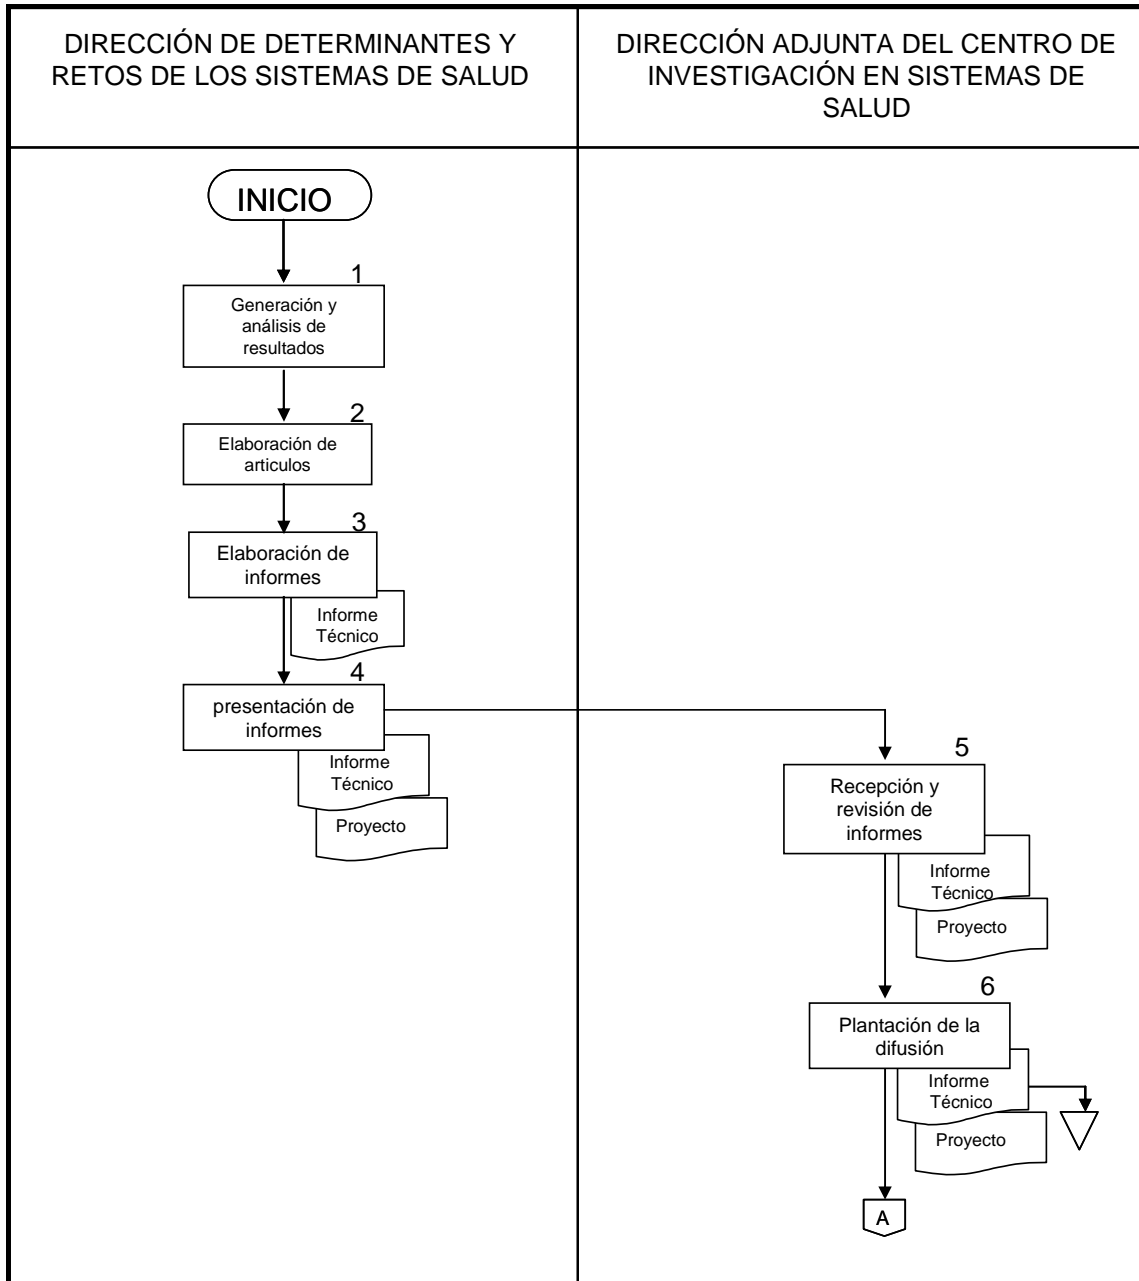 DIRECCIÓN DE DETERMINANTES Y
RETOS DE LOS SISTEMAS DE SALUD
DIRECCIÓN ADJUNTA DEL CENTRO DE
INVESTIGACIÓN EN SISTEMAS DE
SALUD
INICIO
1
Generación y
análisis de
resultados
2
Elaboración de
articulos
3
Elaboración de
informes
Informe
Técnico
4
presentación de
informes
Informe
Técnico
Proyecto
5
Recepción y
revisión de
informes
Informe
Técnico
Proyecto
6
Plantación de la
difusión
Informe
Técnico
Proyecto
A